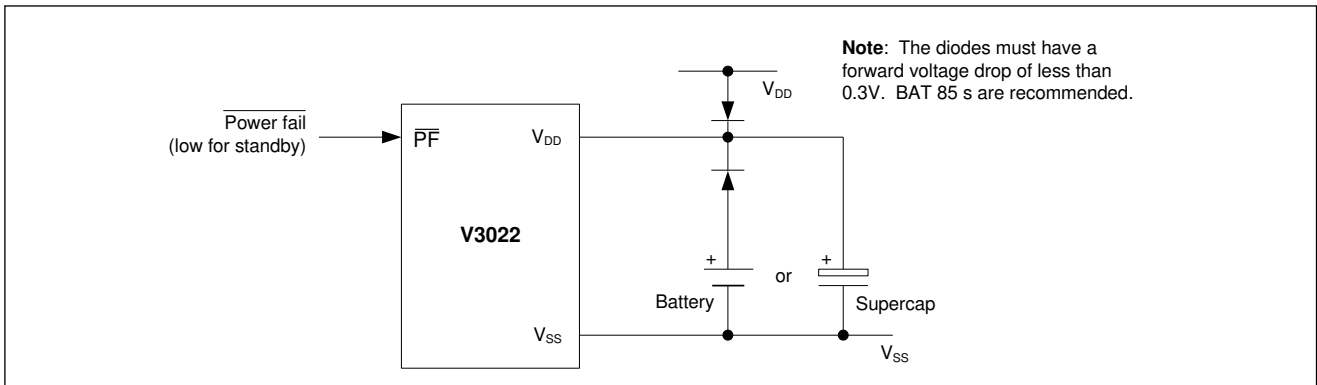 Note: The diodes must have a
forward voltage drop of less than
0.3V. BAT 85 s are recommended.
VDD
Power fail
(low for standby)
PF
VDD
V3022
+
Battery
or
+
Supercap
VSS
VSS